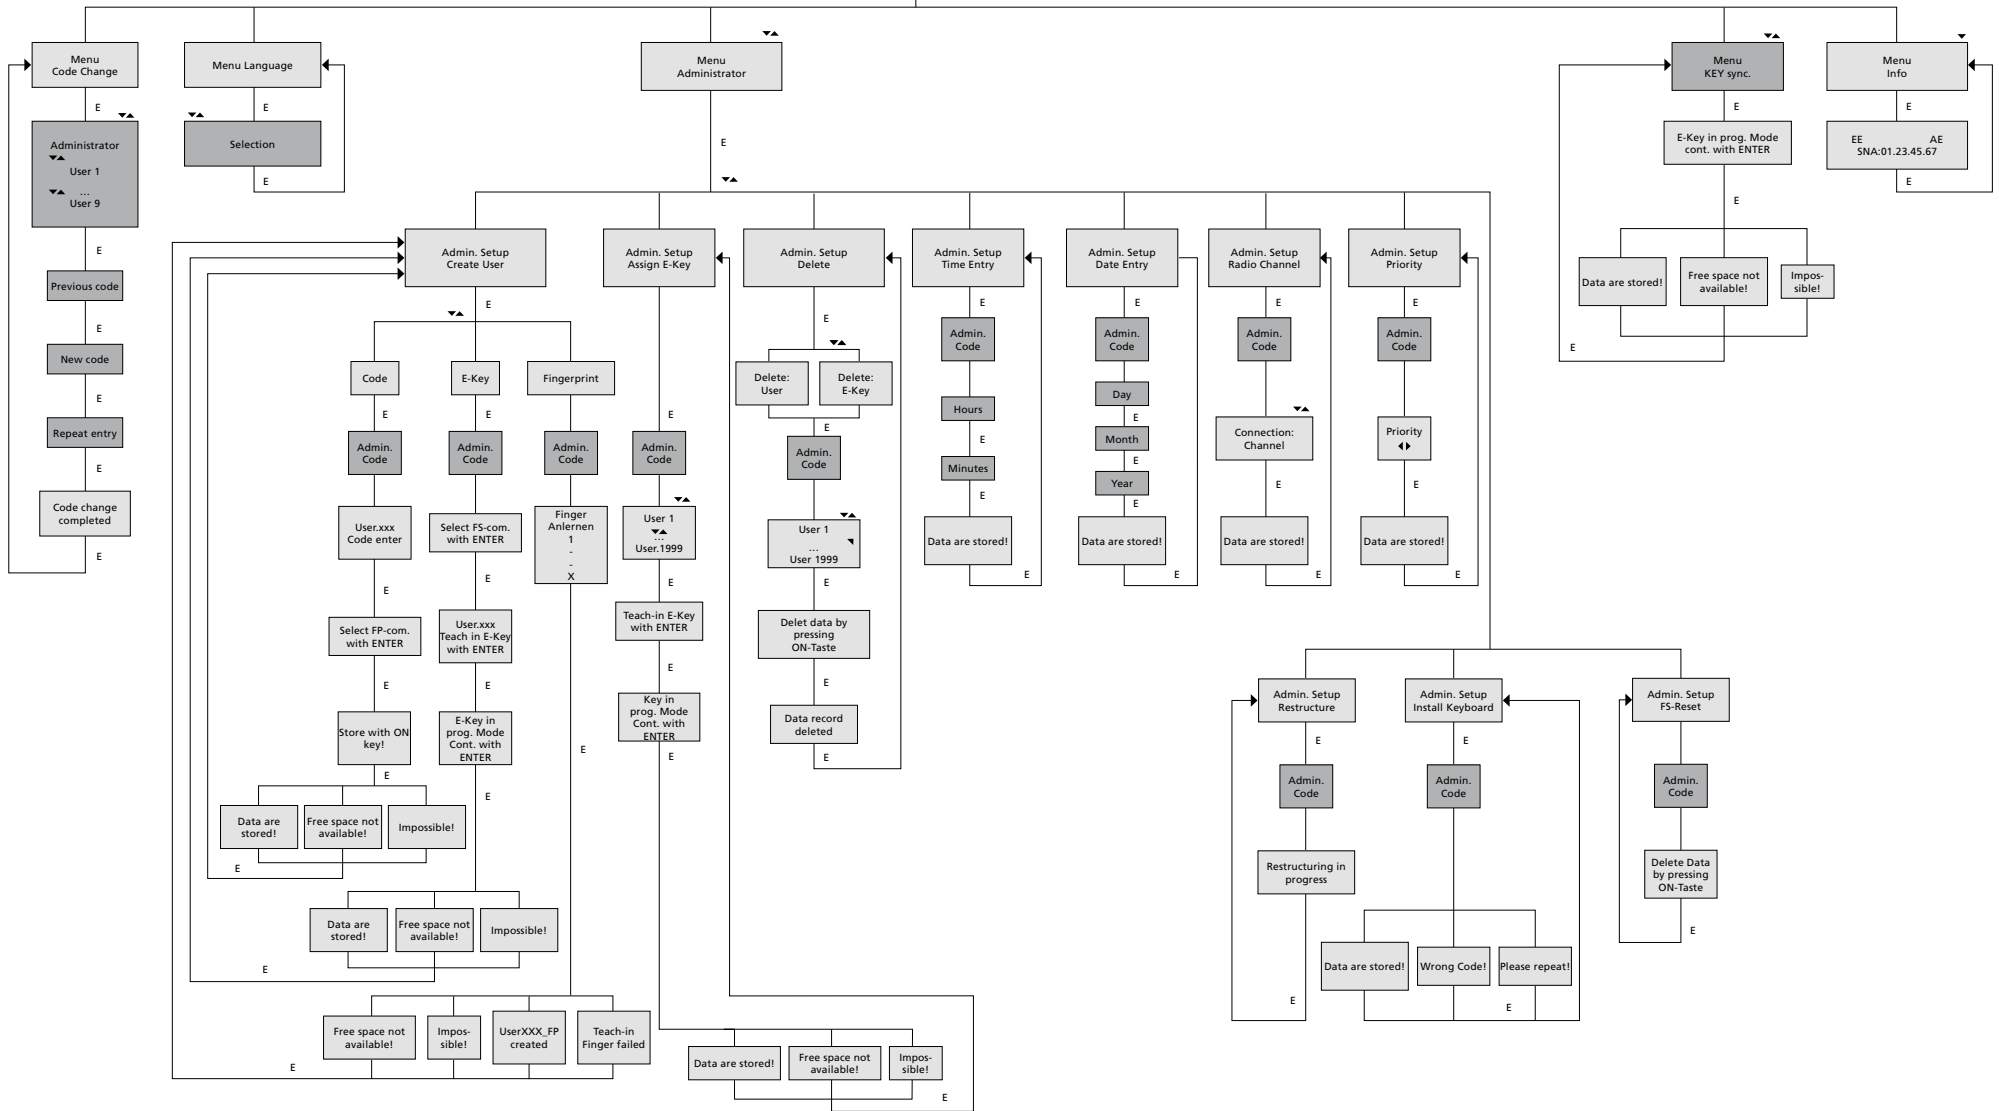 Menu
Code Change
E
Administrator
User 1
...
User 9
E
Previous code
E
New code
E
Repeat entry
E
Code change
completed
E
Menu Language
E
Selection
E
Menu
Administrator
E
Admin. Setup
Create User
E
Code
E
Admin.
Code
User.xxx
Code enter
E
Select FP-com.
with ENTER
E
Store with ON
key!
E
Data are
stored!
Free space not
available!
Impossible!
E
E-Key
E
Admin.
Code
Select FS-com.
with ENTER
E
User.xxx
Teach in E-Key
with ENTER
E
E-Key in
prog. Mode
Cont. with
ENTER
E
Data are
stored!
Free space not
available!
Impossible!
E
Fingerprint
Admin.
Code
Finger
Anlernen
1
-
-
X
E
Free space not
available!
Impos-
sible!
UserXXX_FP
created
Teach-in
Finger failed
E
Admin. Setup
Assign E-Key
E
Admin.
Code
User 1
...
User.1999
E
Teach-in E-Key
with ENTER
E
Key in
prog. Mode
Cont. with
ENTER
E
Data are stored!
Free space not
available!
Impos-
sible!
E
Admin. Setup
Delete
E
Delete:
User
Delete:
E-Key
E
Admin.
Code
User 1
...
User 1999
E
Delet data by
pressing
ON-Taste
E
Data record
deleted
E
Admin. Setup
Time Entry
E
Admin.
Code
Hours
E
Minutes
E
Data are stored!
E
Admin. Setup
Date Entry
E
Admin.
Code
Day
E
Month
E
Year
E
Data are stored!
E
Admin. Setup
Radio Channel
E
Admin.
Code
Connection:
Channel
E
Data are stored!
E
Admin. Setup
Priority
E
Admin.
Code
Priority
E
Data are stored!
E
Admin. Setup
Restructure
E
Admin.
Code
Restructuring in
progress
E
Admin. Setup
Install Keyboard
E
Admin.
Code
Data are stored!
Wrong Code!
Please repeat!
E
Admin. Setup
FS-Reset
Admin.
Code
Delete Data
by pressing
ON-Taste
E
Menu
KEY sync.
E
E-Key in prog. Mode
cont. with ENTER
E
Data are stored!
Free space not
available!
Impos-
sible!
E
Menu
Info
E
EE AE
SNA:01.23.45.67
E